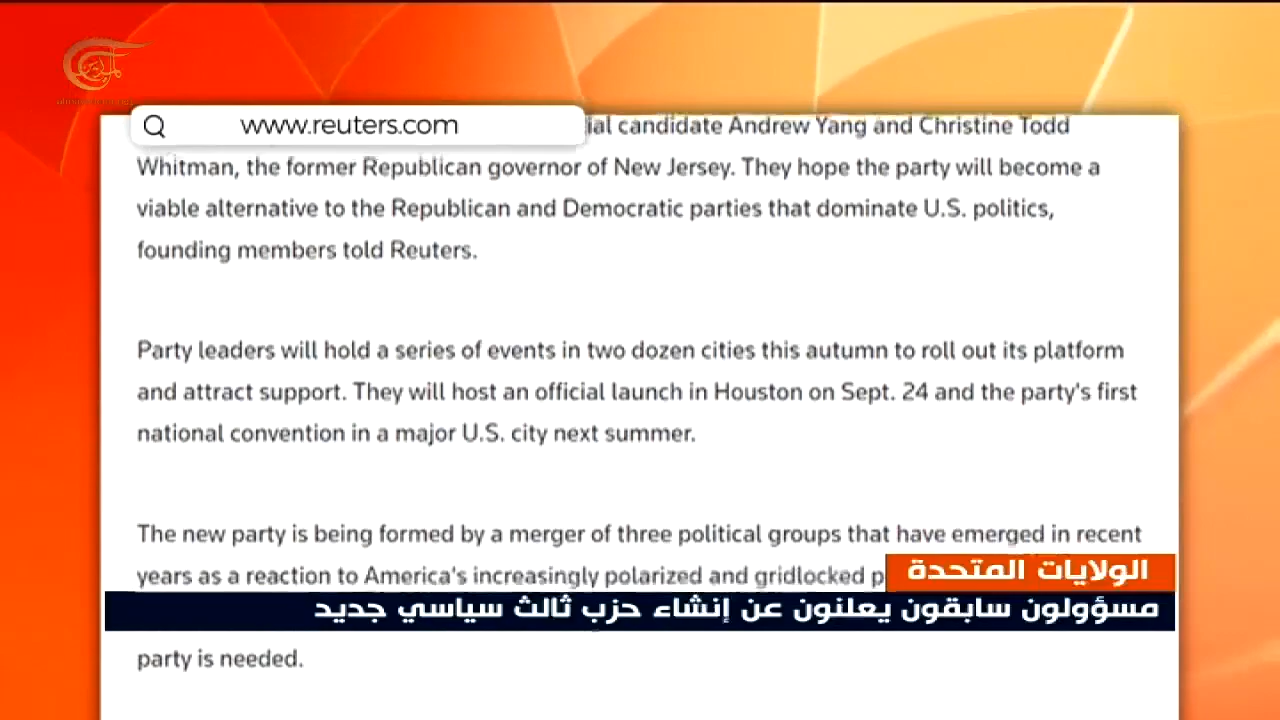 الميادين
www.reuters.com
ial candidate Andrew Yang and Christine Todd
Whitman, the former Republican governor of New Jersey. They hope the party will become a
viable alternative to the Republican and Democratic parties that dominate U.S. politics,
founding members told Reuters.
Party leaders will hold a series of events in two dozen cities this autumn to roll out its platform
and attract support. They will host an official launch in Houston on Sept. 24 and the party's first
national convention in a major U.S. city next summer.
The new party is being formed by a merger of three political groups that have emerged in recent
years as a reaction to America's increasingly polarized and gridlocked p
الولايات المتحدة
مسؤولون سابقون يعلنون عن إنشاء حزب ثالث سياسي جديد
party is needed.